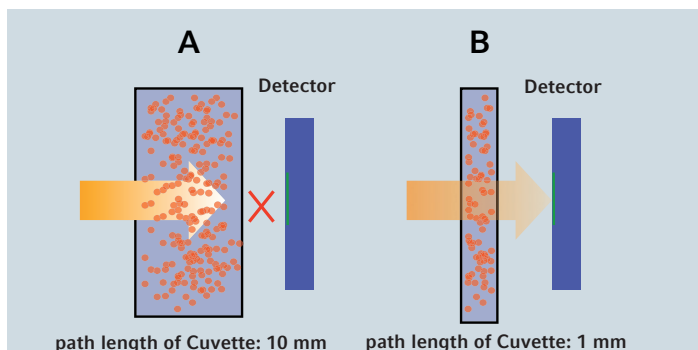 A
B
Detector
Detector
path length of Cuvette: 10 mm
path length of Cuvette: 1 mm